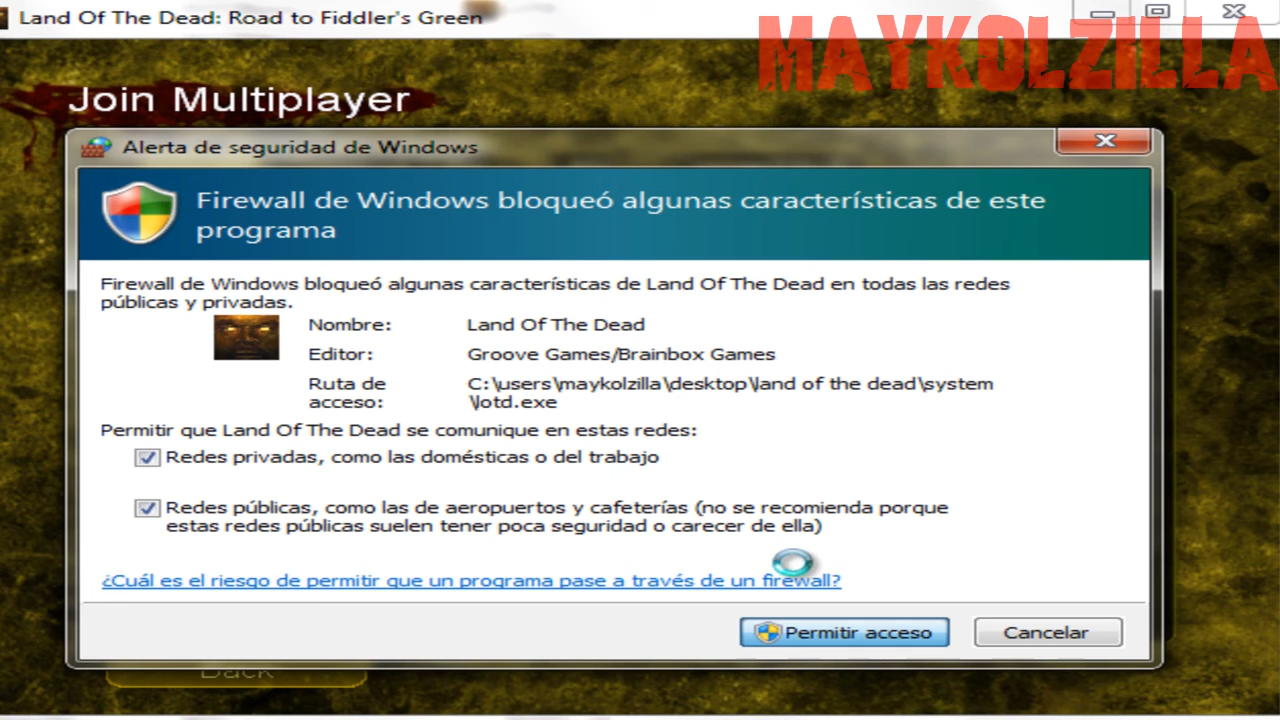 Land Of The Dead: Road to Fiddler's Green
MAYKOLZILLA
Join Multiplayer
Alerta de seguridad de Windows
Firewall de Windows bloqueó algunas características de este
programa
Firewall de Windows bloqueó algunas características de Land Of The Dead en todas las redes
públicas y privadas.
Nombre: Land Of The Dead
Editor: Groove Games/Brainbox Games
Ruta de C:\users\maykolzilla\desktop\land of the dead\system
acceso: \lotd.exe
Permitir que Land Of The Dead se comunique en estas redes:
Redes privadas, como las domésticas o del trabajo
Redes públicas, como las de aeropuertos y cafeterías (no se recomienda porque
estas redes públicas suelen tener poca seguridad o carecer de ella)
¿Cuál es el riesgo de permitir que un programa pase a través de un firewall?
Permitir acceso Cancelar
Back